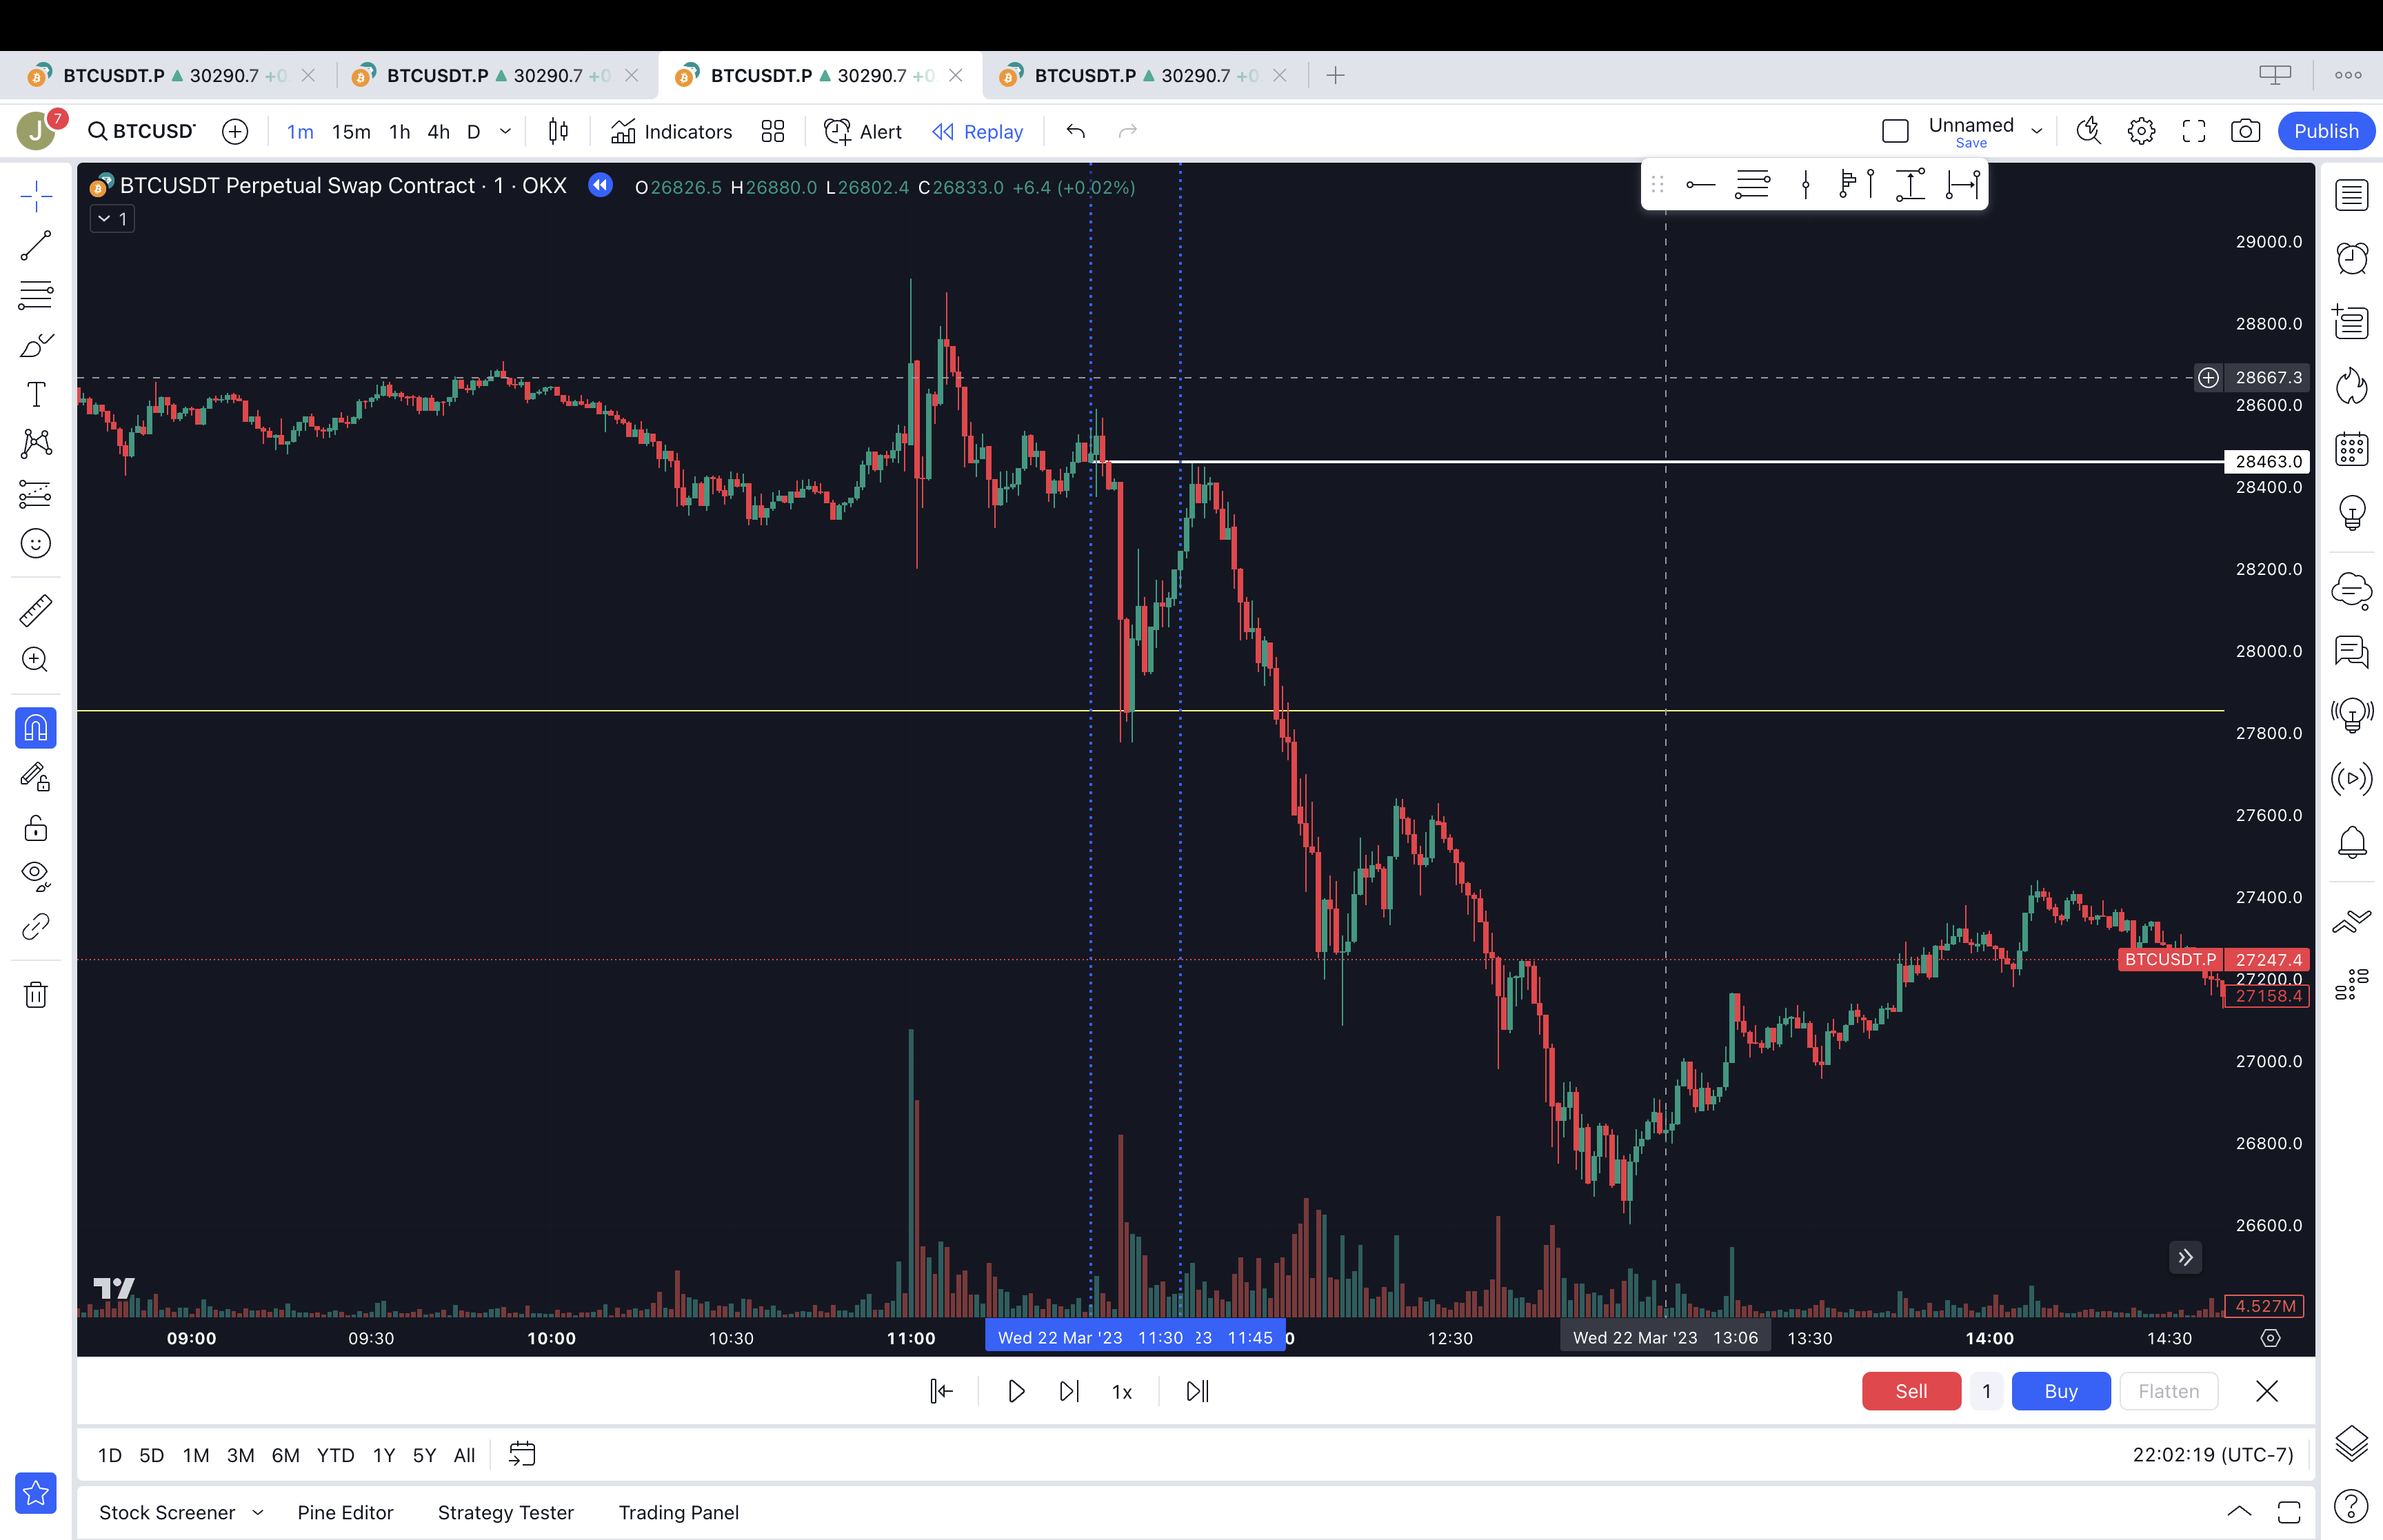 BTCUSDT.P ▲ 30290.7 +0
BTCUSDT.P ▲ 30290.7 +0
BTCUSDT.P ▲ 30290.7 +0
BTCUSDT.P ▲ 30290.7 +0
J 7 BTCUSD 1m 15m 1h 4h D Indicators Alert Replay Unnamed Save Publish
BTCUSDT Perpetual Swap Contract · 1 · OKX O26826.5 H26880.0 L26802.4 C26833.0 +6.4 (+0.02%)
1
29000.0
28800.0
28667.3
28600.0
28463.0
28400.0
28200.0
28000.0
27800.0
27600.0
27400.0
BTCUSDT.P 27247.4
27200.0
27158.4
27000.0
26800.0
26600.0
4.527M
09:00 09:30 10:00 10:30 11:00 Wed 22 Mar '23 11:30 23 11:45 0 12:30 Wed 22 Mar '23 13:06 13:30 14:00 14:30
1x Sell 1 Buy Flatten
1D 5D 1M 3M 6M YTD 1Y 5Y All 22:02:19 (UTC-7)
Stock Screener Pine Editor Strategy Tester Trading Panel